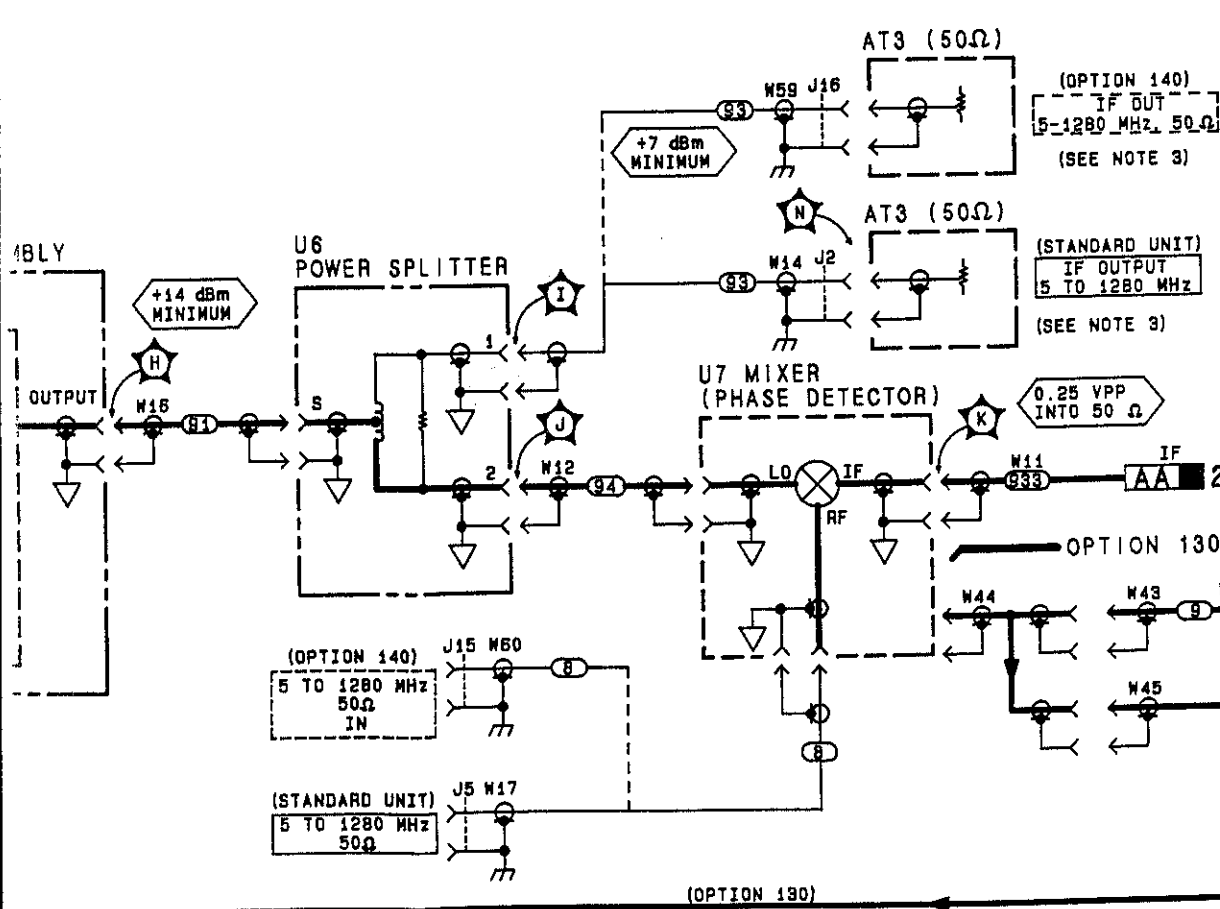 AT3 (50Ω)
(OPTION 140)
IF OUT
5-1280 MHz, 50 Ω
(SEE NOTE 3)
W59 J16
93
+7 dBm
MINIMUM
N
AT3 (50Ω)
(STANDARD UNIT)
IF OUTPUT
5 TO 1280 MHz
(SEE NOTE 3)
W14 J2
93
MBLY
U6
POWER SPLITTER
+14 dBm
MINIMUM
H
I
1
OUTPUT
W16
91
S
J
2
W12
94
U7 MIXER
(PHASE DETECTOR)
LO
IF
RF
K
0.25 VPP
INTO 50 Ω
W11
933
IF
AA
2
OPTION 130
W44
W43
9
W45
(OPTION 140)
5 TO 1280 MHz
50Ω
IN
J15 W60
8
8
(STANDARD UNIT)
5 TO 1280 MHz
50Ω
J5 W17
(OPTION 130)